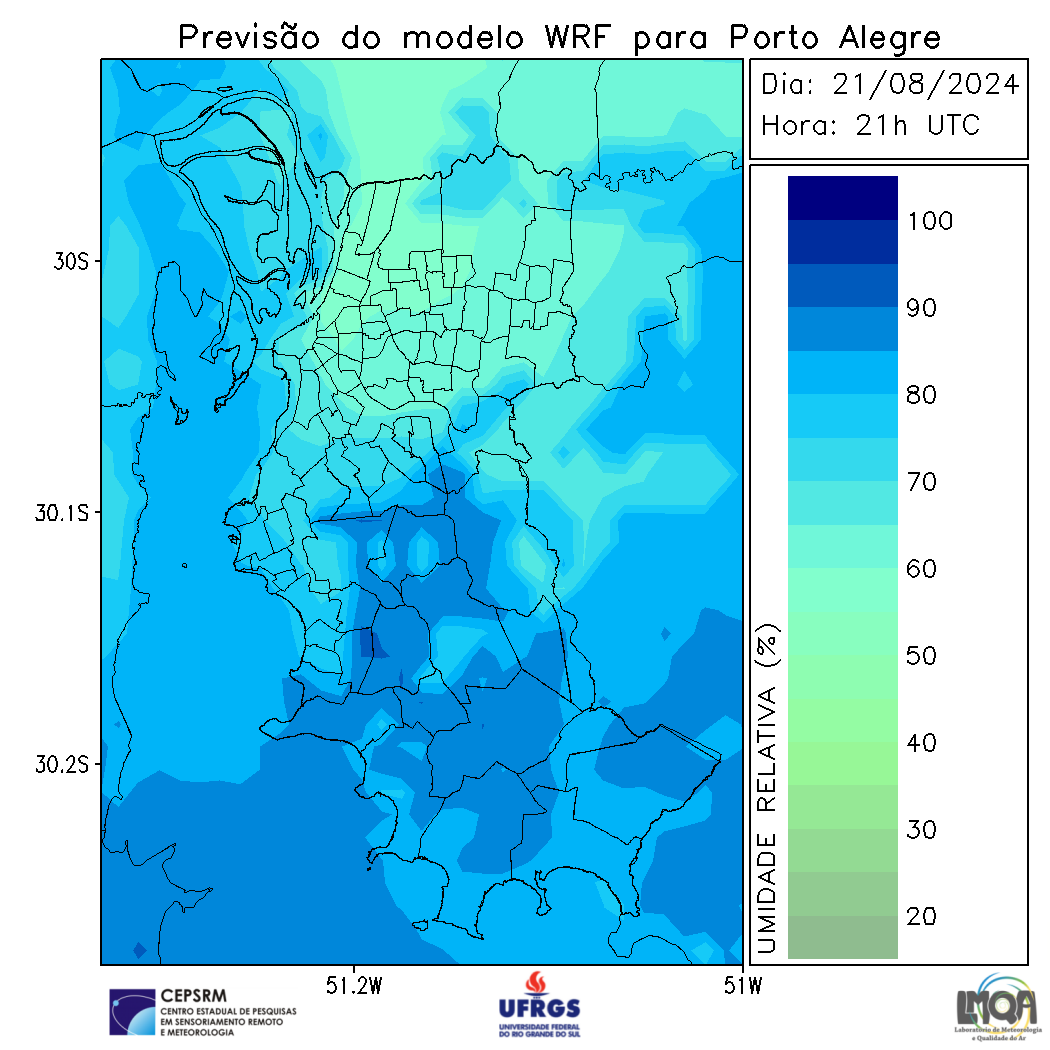 Previsão do modelo WRF para Porto Alegre
Dia: 21/08/2024
Hora: 21h UTC
30S
30.1S
30.2S
51.2W
51W
100
90
80
70
60
50
40
30
20
UMIDADE RELATIVA (%)
CEPSRM
CENTRO ESTADUAL DE PESQUISAS
EM SENSORIAMENTO REMOTO
E METEOROLOGIA
UFRGS
UNIVERSIDADE FEDERAL
DO RIO GRANDE DO SUL
LMQA
Laboratório de Meteorologia
e Qualidade do Ar